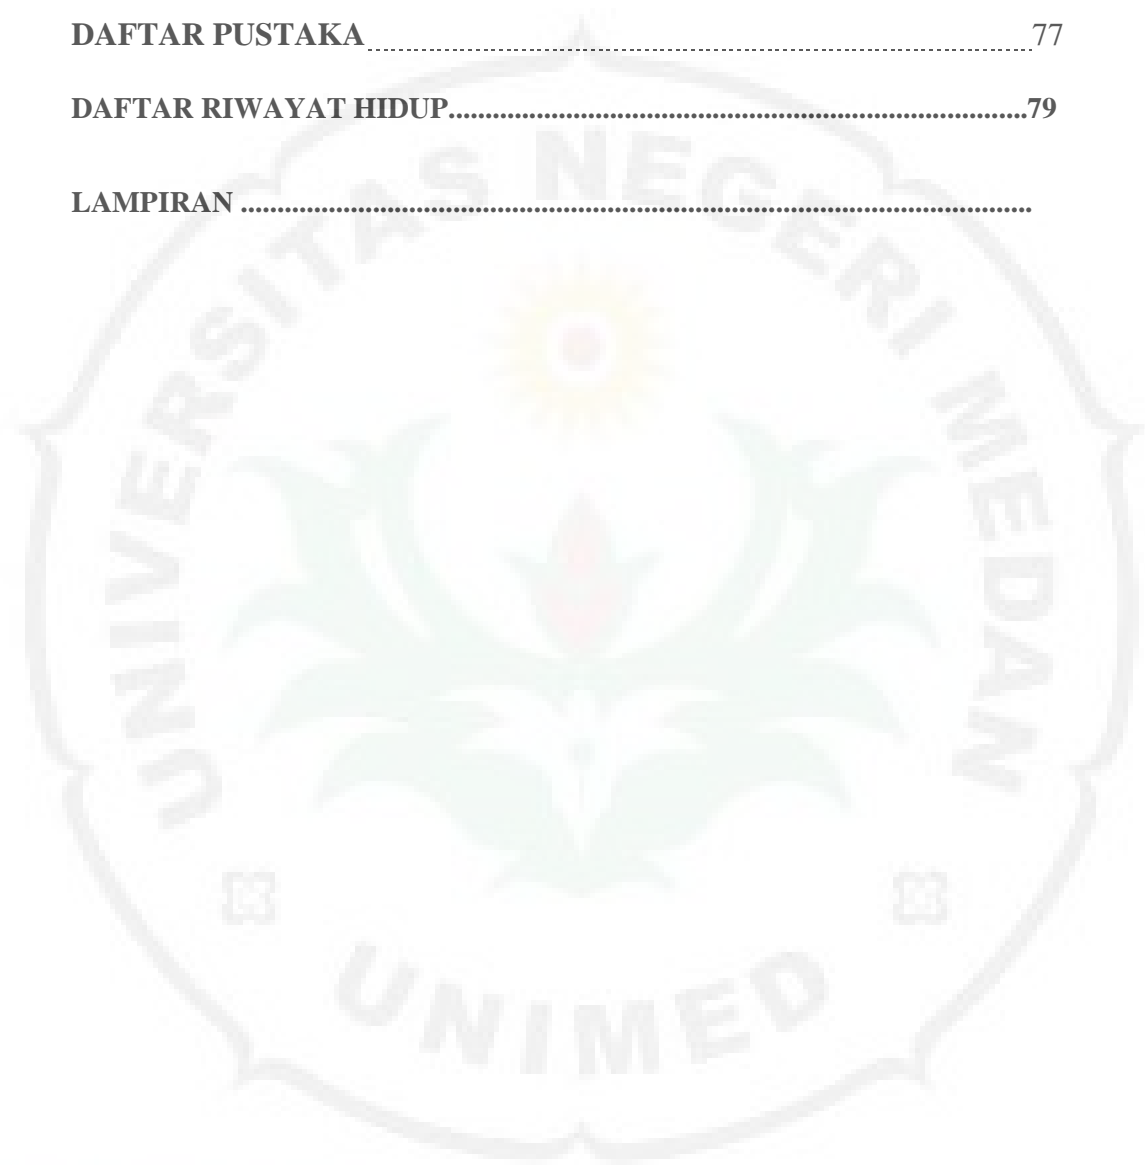 DAFTAR PUSTAKA 77
DAFTAR RIWAYAT HIDUP...............................................................................79
LAMPIRAN ............................................................................................................
UNIVERSITAS NEGERI MEDAN
UNIMED